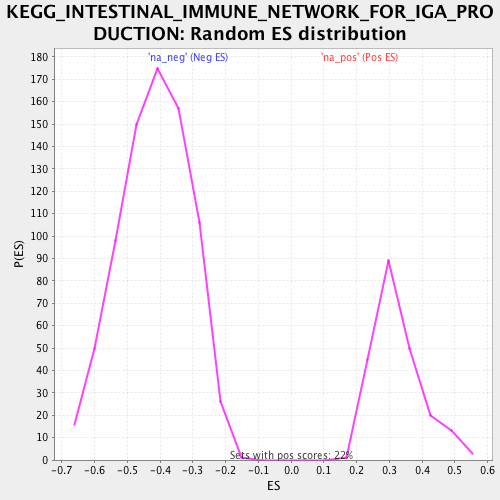 KEGG_INTESTINAL_IMMUNE_NETWORK_FOR_IGA_PRO
DUCTION: Random ES distribution
'na_neg' (Neg ES)
'na_pos' (Pos ES)
P(ES)
180
170
160
150
140
130
120
110
100
90
80
70
60
50
40
30
20
10
0
Sets with pos scores: 22%
-0.7 -0.6 -0.5 -0.4 -0.3 -0.2 -0.1 0.0 0.1 0.2 0.3 0.4 0.5 0.6
ES